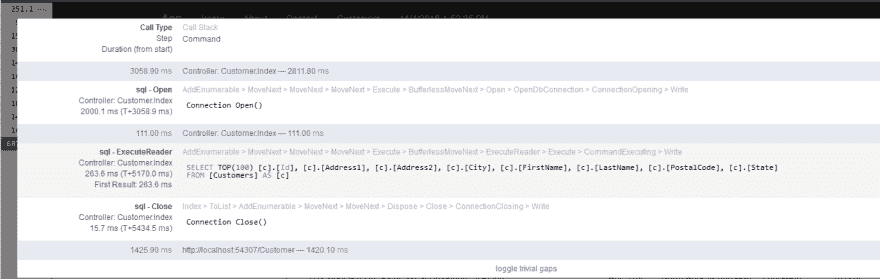 251.1 ...
Call Type Call Stack
Step Command
Duration (from start)
3058.90 ms Controller: Customer.Index — 2811.80 ms
sql - Open AddEnumerable > MoveNext > MoveNext > MoveNext > Execute > BufferlessMoveNext > Open > OpenDbConnection > ConnectionOpening > Write
Controller: Customer.Index Connection Open()
2000.1 ms (T+3058.9 ms)
111.00 ms Controller: Customer.Index — 111.00 ms
sql - ExecuteReader AddEnumerable > MoveNext > MoveNext > MoveNext > Execute > BufferlessMoveNext > ExecuteReader > Execute > CommandExecuting > Write
Controller: Customer.Index SELECT TOP(100) [c].[Id], [c].[Address1], [c].[Address2], [c].[City], [c].[FirstName], [c].[LastName], [c].[PostalCode], [c].[State]
263.6 ms (T+5170.0 ms) FROM [Customers] AS [c]
First Result: 263.6 ms
sql - Close Index > ToList > AddEnumerable > MoveNext > MoveNext > Dispose > Close > ConnectionClosing > Write
Controller: Customer.Index Connection Close()
15.7 ms (T+5434.5 ms)
1425.90 ms http://localhost:54307/Customer — 1420.10 ms
toggle trivial gaps